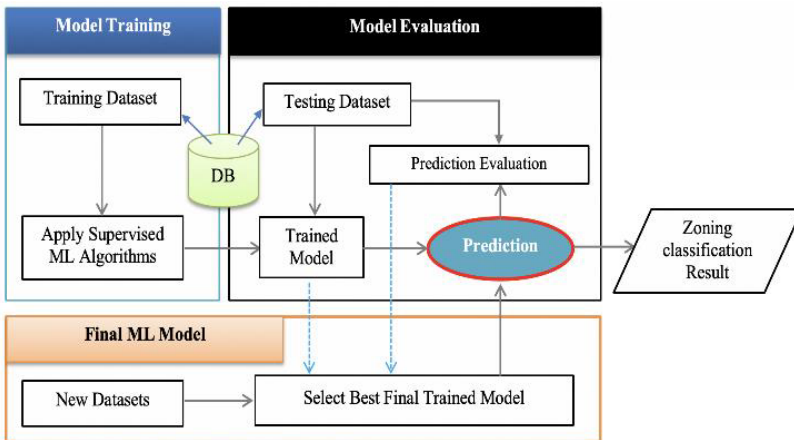 Model Training
Model Evaluation
Training Dataset
Testing Dataset
DB
Prediction Evaluation
Apply Supervised
ML Algorithms
Trained
Model
Prediction
Zoning
classification
Result
Final ML Model
New Datasets
Select Best Final Trained Model